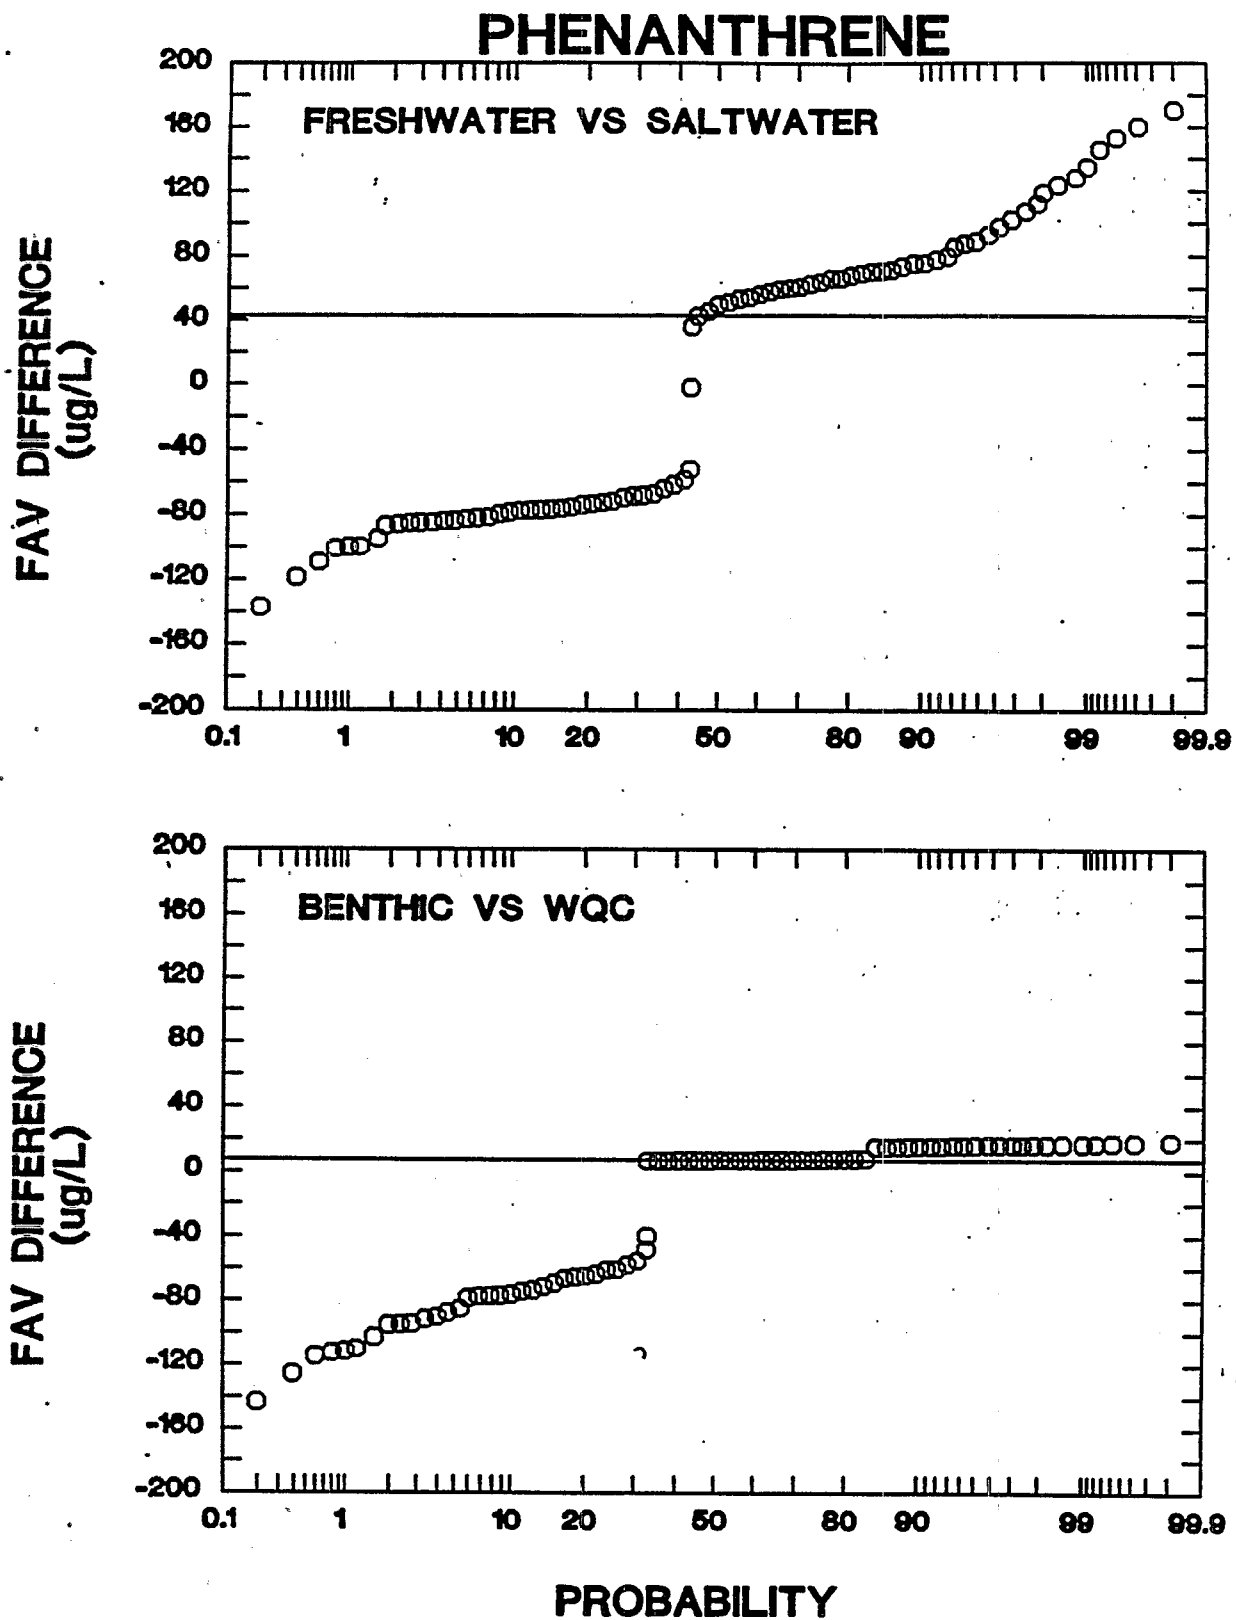 PHENANTHRENE
FRESHWATER VS SALTWATER
FAV DIFFERENCE
(ug/L)
200
160
120
80
40
0
-40
-80
-120
-160
-200
0.1 1 10 20 50 80 90 99 99.9
BENTHIC VS WQC
FAV DIFFERENCE
(ug/L)
200
160
120
80
40
0
-40
-80
-120
-160
-200
0.1 1 10 20 50 80 90 99 99.9
PROBABILITY